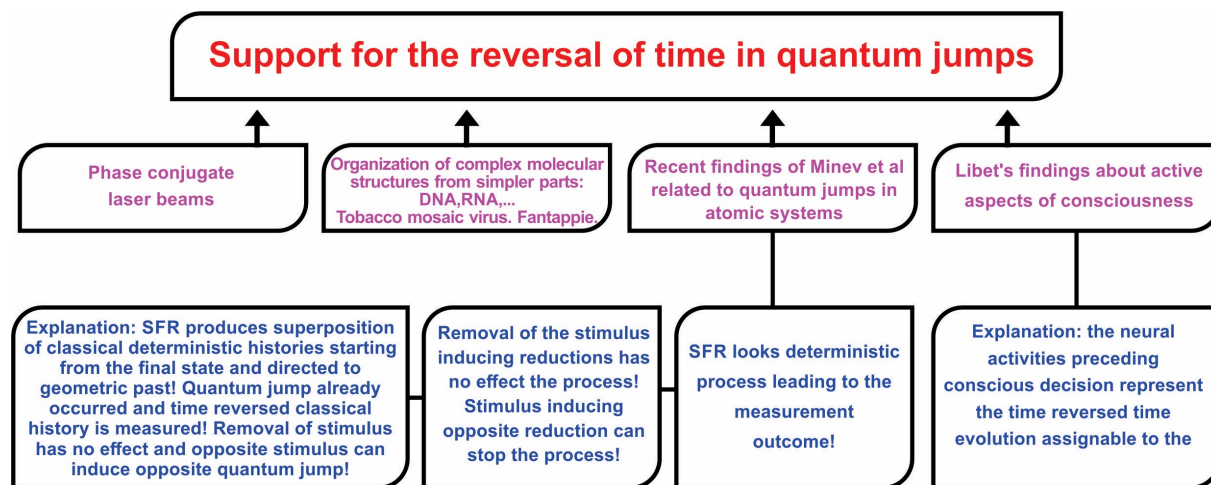 Support for the reversal of time in quantum jumps
Phase conjugate
laser beams
Organization of complex molecular
structures from simpler parts:
DNA,RNA,...
Tobacco mosaic virus. Fantappie.
Recent findings of Minev et al
related to quantum jumps in
atomic systems
Libet's findings about active
aspects of consciousness
Explanation: SFR produces superposition
of classical deterministic histories starting
from the final state and directed to
geometric past! Quantum jump already
occurred and time reversed classical
history is measured! Removal of stimulus
has no effect and opposite stimulus can
induce opposite quantum jump!
Removal of the stimulus
inducing reductions has
no effect the process!
Stimulus inducing
opposite reduction can
stop the process!
SFR looks deterministic
process leading to the
measurement
outcome!
Explanation: the neural
activities preceding
conscious decision represent
the time reversed time
evolution assignable to the